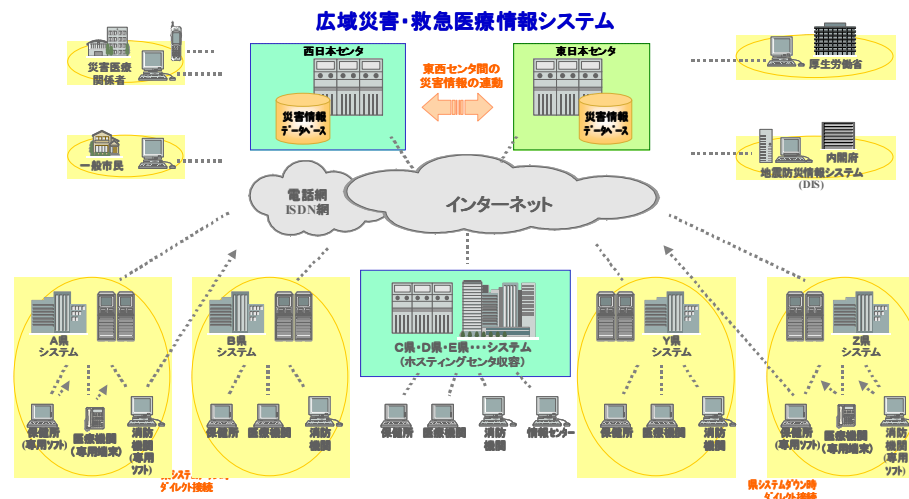 広域災害・救急医療情報システム
西日本センタ
東日本センタ
東西センタ間の
災害情報の連動
災害情報
データベース
災害情報
データベース
災害医療
関係者
厚生労働省
一般市民
内閣府
地震防災情報システム
(DIS)
電話網
ISDN網
インターネット
A県
システム
B県
システム
C県・D県・E県・・・システム
(ホスティングセンタ収容)
Y県
システム
Z県
システム
保健所
(専用ソフト)
医療機関
(専用端末)
消防
機関
(専用
ソフト)
保健所
医療機関
消防
機関
保健所
医療機関
消防
機関
情報センター
保健所
医療機関
消防
機関
保健所
(専用ソフト)
医療機関
(専用端末)
消防
機関
(専用
ソフト)
ダイレクト接続
県システムダウン時
ダイレクト接続